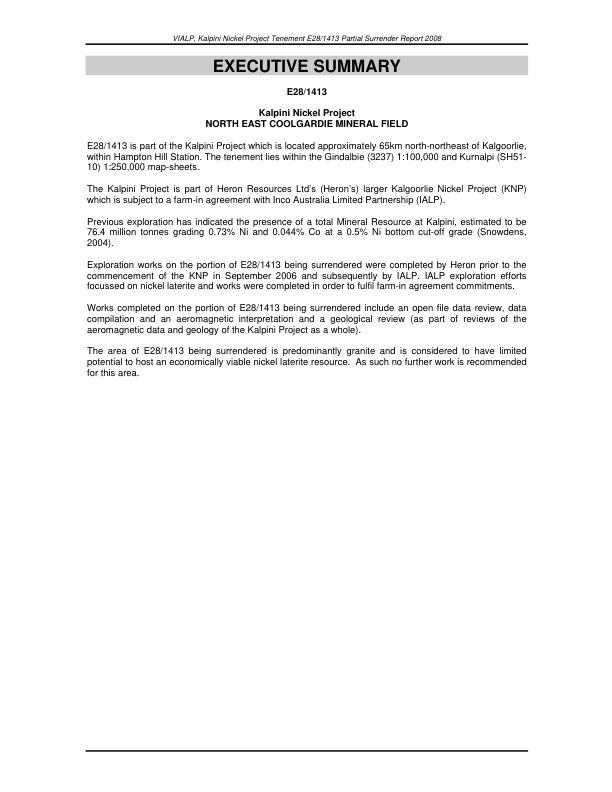 VIALP, Kalpini Nickel Project Tenement E28/1413 Partial Surrender Report 2008
EXECUTIVE SUMMARY
E28/1413
Kalpini Nickel Project
NORTH EAST COOLGARDIE MINERAL FIELD
E28/1413 is part of the Kalpini Project which is located approximately 65km north-northeast of Kalgoorlie,
within Hampton Hill Station. The tenement lies within the Gindalbie (3237) 1:100,000 and Kurnalpi (SH51-
10) 1:250,000 map-sheets.
The Kalpini Project is part of Heron Resources Ltd's (Heron's) larger Kalgoorlie Nickel Project (KNP)
which is subject to a farm-in agreement with Inco Australia Limited Partnership (IALP).
Previous exploration has indicated the presence of a total Mineral Resource at Kalpini, estimated to be
76.4 million tonnes grading 0.73% Ni and 0.044% Co at a 0.5% Ni bottom cut-off grade (Snowdens,
2004).
Exploration works on the portion of E28/1413 being surrendered were completed by Heron prior to the
commencement of the KNP in September 2006 and subsequently by IALP. IALP exploration efforts
focussed on nickel laterite and works were completed in order to fulfil farm-in agreement commitments.
Works completed on the portion of E28/1413 being surrendered include an open file data review, data
compilation and an aeromagnetic interpretation and a geological review (as part of reviews of the
aeromagnetic data and geology of the Kalpini Project as a whole).
The area of E28/1413 being surrendered is predominantly granite and is considered to have limited
potential to host an economically viable nickel laterite resource. As such no further work is recommended
for this area.